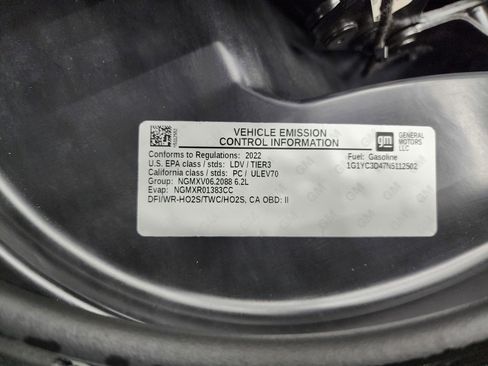 VEHICLE EMISSION
CONTROL INFORMATION
gm
GENERAL
MOTORS
LLC
Conforms to Regulations: 2022
U.S. EPA class / stds: LDV / TIER3
California class / stds: PC / ULEV70
Group: NGMXV06.2088 6.2L
Evap: NGMXR01383CC
DFI/WR-HO2S/TWC/HO2S, CA OBD: II
Fuel: Gasoline
1G1YC3D47N5112502